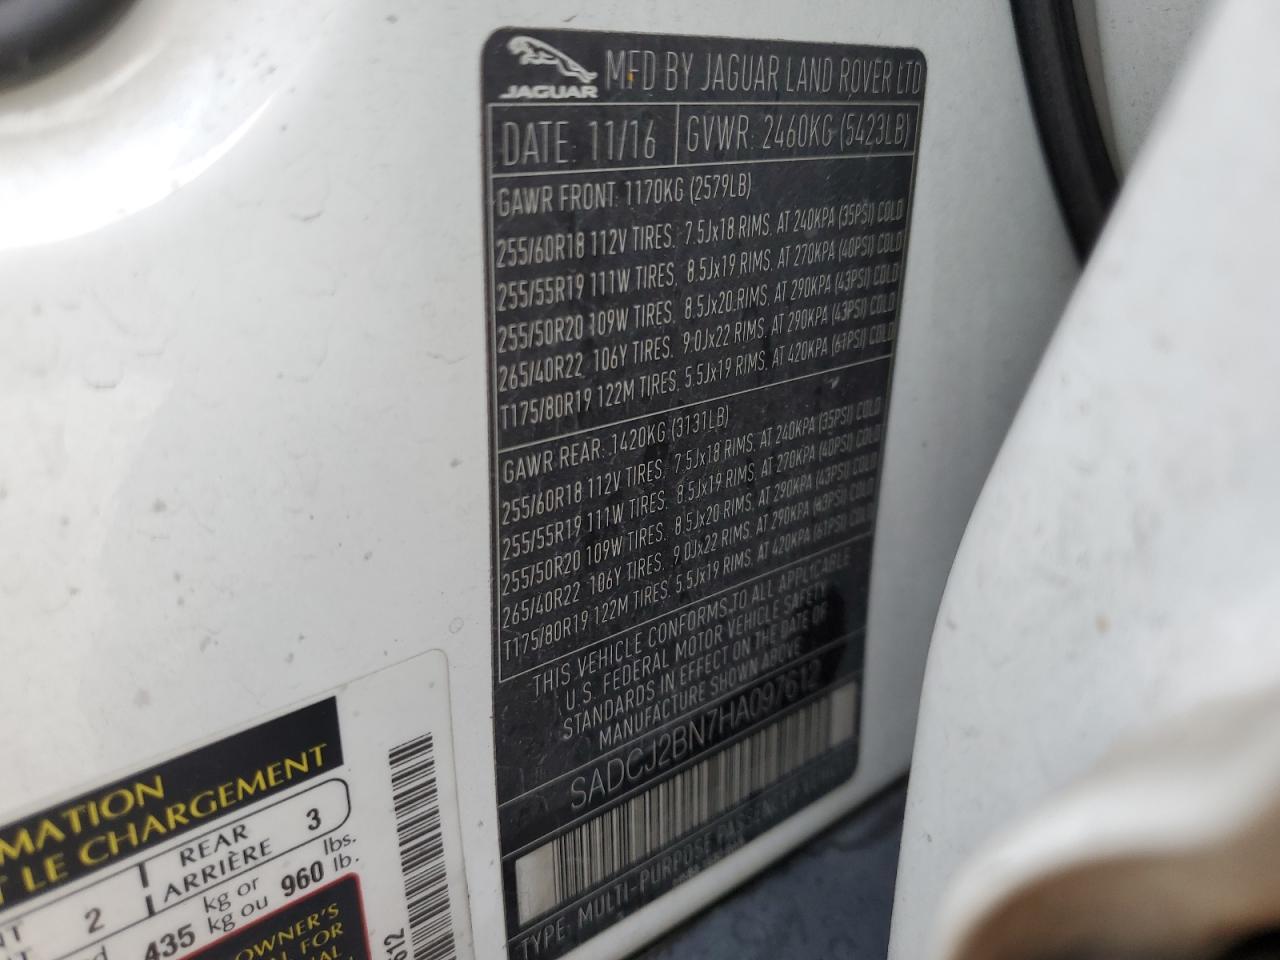 JAGUAR MFD BY JAGUAR LAND ROVER LTD
DATE: 11/16 GVWR: 2460KG (5423LB)
GAWR FRONT: 1170KG (2579LB)
255/60R18 112V TIRES, 7.5Jx18 RIMS, AT 240KPA (35PSI) COLD
255/55R19 111W TIRES, 8.5Jx19 RIMS, AT 270KPA (40PSI) COLD
255/50R20 109W TIRES, 8.5Jx20 RIMS, AT 290KPA (43PSI) COLD
265/40R22 106Y TIRES, 9.0Jx22 RIMS, AT 290KPA (43PSI) COLD
T175/80R19 122M TIRES, 5.5Jx19 RIMS, AT 420KPA (61PSI) COLD
GAWR REAR: 1420KG (3131LB)
255/60R18 112V TIRES, 7.5Jx18 RIMS, AT 240KPA (35PSI) COLD
255/55R19 111W TIRES, 8.5Jx19 RIMS, AT 270KPA (40PSI) COLD
255/50R20 109W TIRES, 8.5Jx20 RIMS, AT 290KPA (43PSI) COLD
265/40R22 106Y TIRES, 9.0Jx22 RIMS, AT 290KPA (43PSI) COLD
T175/80R19 122M TIRES, 5.5Jx19 RIMS, AT 420KPA (61PSI) COLD
THIS VEHICLE CONFORMS TO ALL APPLICABLE
U.S. FEDERAL MOTOR VEHICLE SAFETY
STANDARDS IN EFFECT ON THE DATE OF
MANUFACTURE SHOWN ABOVE
SADCJ2BN7HA097612
TYPE: MULTI-PURPOSE PASSENGER VEHICLE
MATION
LE CHARGEMENT
2 REAR 3
ARRIÈRE
435 kg or 960 lbs.
kg ou lb.
OWNER'S
FOR
612